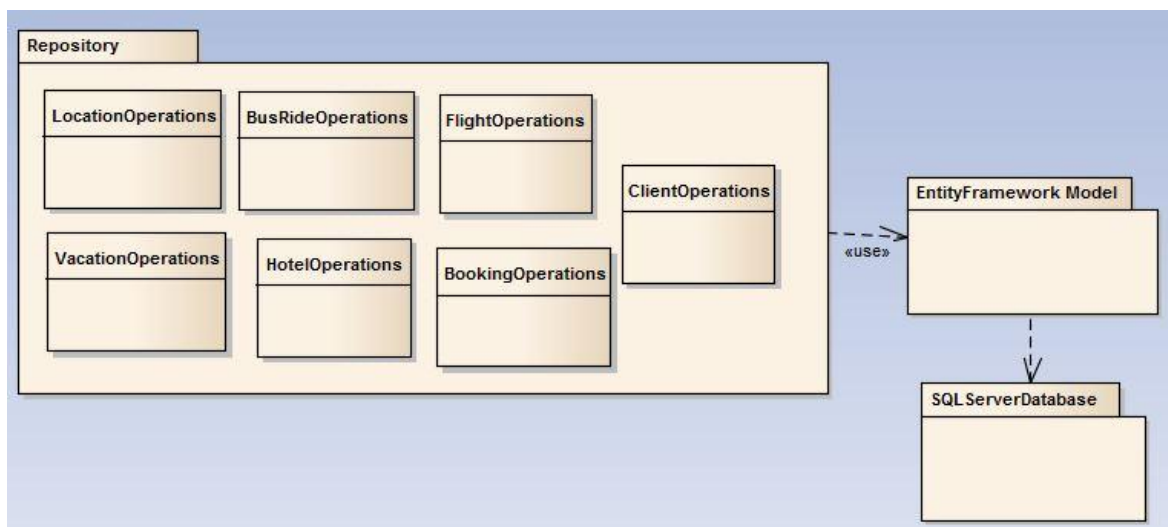 Repository
LocationOperations
BusRideOperations
FlightOperations
ClientOperations
VacationOperations
HotelOperations
BookingOperations
«use»
EntityFramework Model
SQLServerDatabase